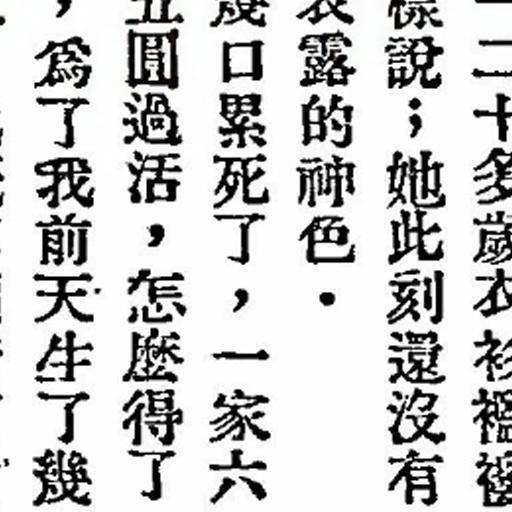 二十多歲衣衫襤褸
樣說；她此刻還沒有
表露的神色．
幾口累死了，一家六
五圓過活，怎麼得了
，為了我前天生了幾